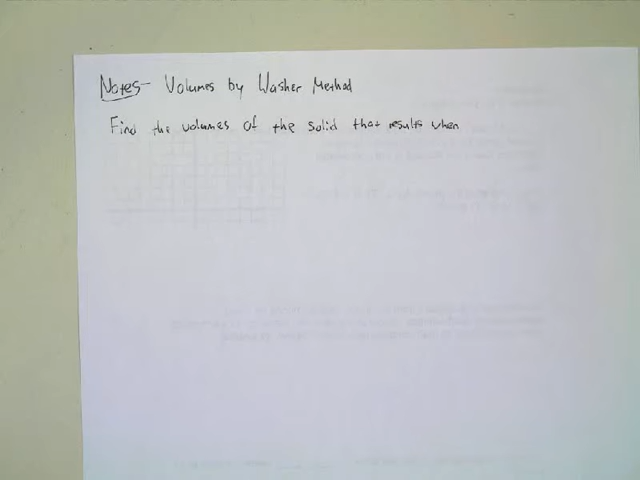 Notes- Volumes by Washer Method
Find the volumes of the solid that results when